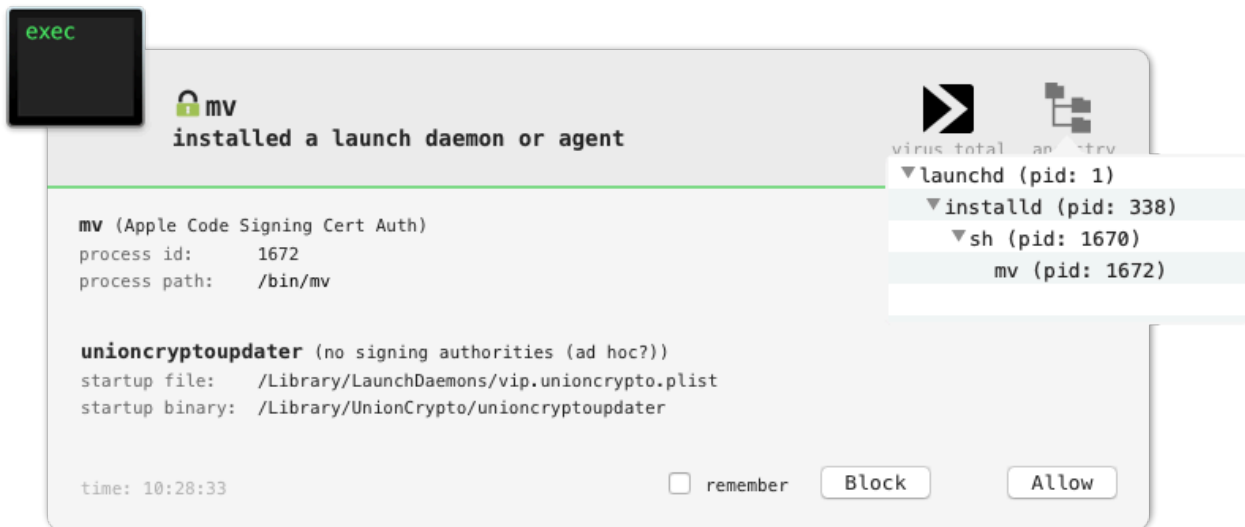 exec
mv
installed a launch daemon or agent
virus total
launchd (pid: 1)
installd (pid: 338)
sh (pid: 1670)
mv (pid: 1672)
mv (Apple Code Signing Cert Auth)
process id: 1672
process path: /bin/mv
unioncryptoupdater (no signing authorities (ad hoc?))
startup file: /Library/LaunchDaemons/vip.unioncrypto.plist
startup binary: /Library/UnionCrypto/unioncryptoupdater
time: 10:28:33
remember
Block
Allow